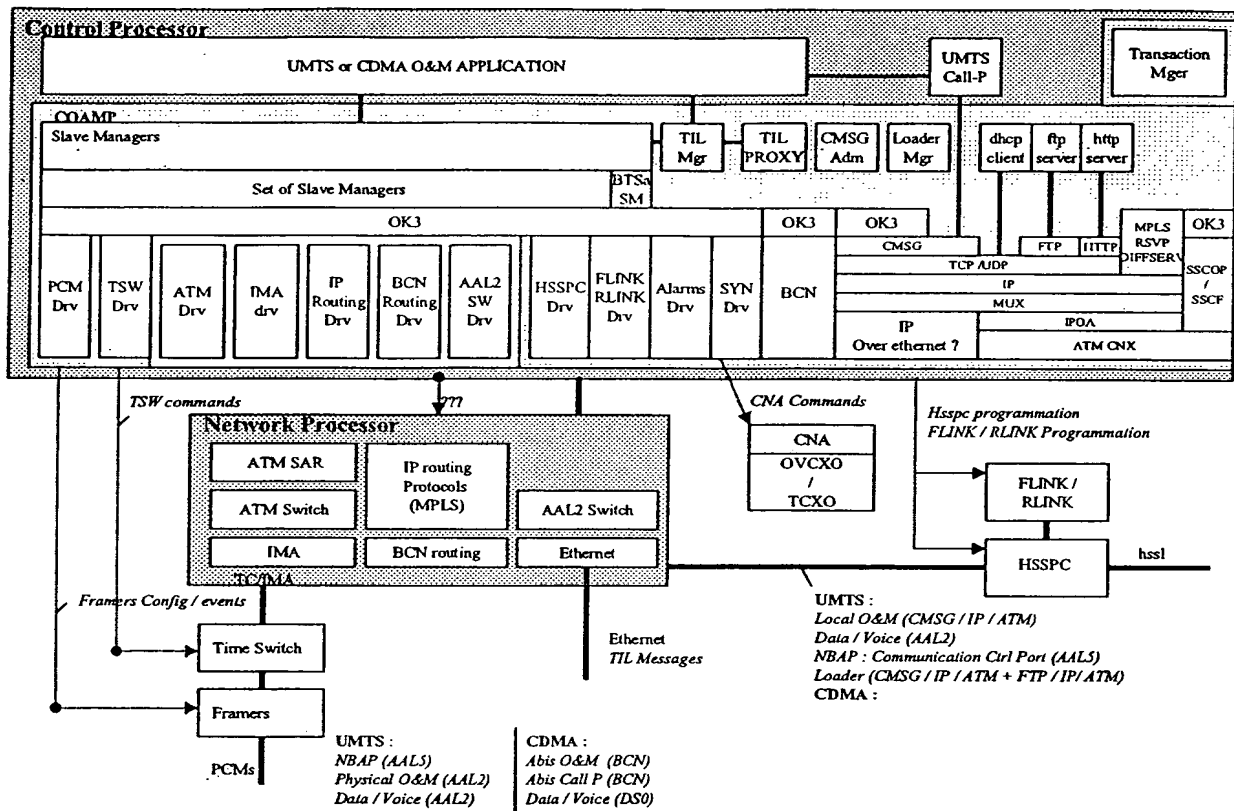 Control Processor
UMTS or CDMA O&M APPLICATION
UMTS
Call-P
Transaction
Mger
COAMP
Slave Managers
TIL
Mgr
TIL
PROXY
CMSG
Adm
Loader
Mgr
dhcp
client
ftp
server
http
server
Set of Slave Managers
BTSa
SM
OK3
OK3
OK3
MPLS
RSVP
DIFFSERV
OK3
CMSG
FTP
HTTP
TCP /UDP
IP
MUX
IPOA
IP
Over ethernet ?
ATM CNX
SSCOP
/
SSCF
PCM
Drv
TSW
Drv
ATM
Drv
IMA
drv
IP
Routing
Drv
BCN
Routing
Drv
AAL2
SW
Drv
HSSPC
Drv
FLINK
RLINK
Drv
Alarms
Drv
SYN
Drv
BCN
TSW commands
???
CNA Commands
Hsspc programmation
FLINK / RLINK Programmation
Network Processor
ATM SAR
IP routing
Protocols
(MPLS)
ATM Switch
AAL2 Switch
IMA
BCN routing
Ethernet
TC/IMA
CNA
OVCXO
/
TCXO
FLINK /
RLINK
HSSPC
hssl
Framers Config / events
Time Switch
Framers
PCMs
Ethernet
TIL Messages
UMTS :
Local O&M (CMSG / IP / ATM)
Data / Voice (AAL2)
NBAP : Communication Ctrl Port (AAL5)
Loader (CMSG / IP / ATM + FTP / IP/ ATM)
CDMA :
UMTS :
NBAP (AAL5)
Physical O&M (AAL2)
Data / Voice (AAL2)
CDMA :
Abis O&M (BCN)
Abis Call P (BCN)
Data / Voice (DS0)